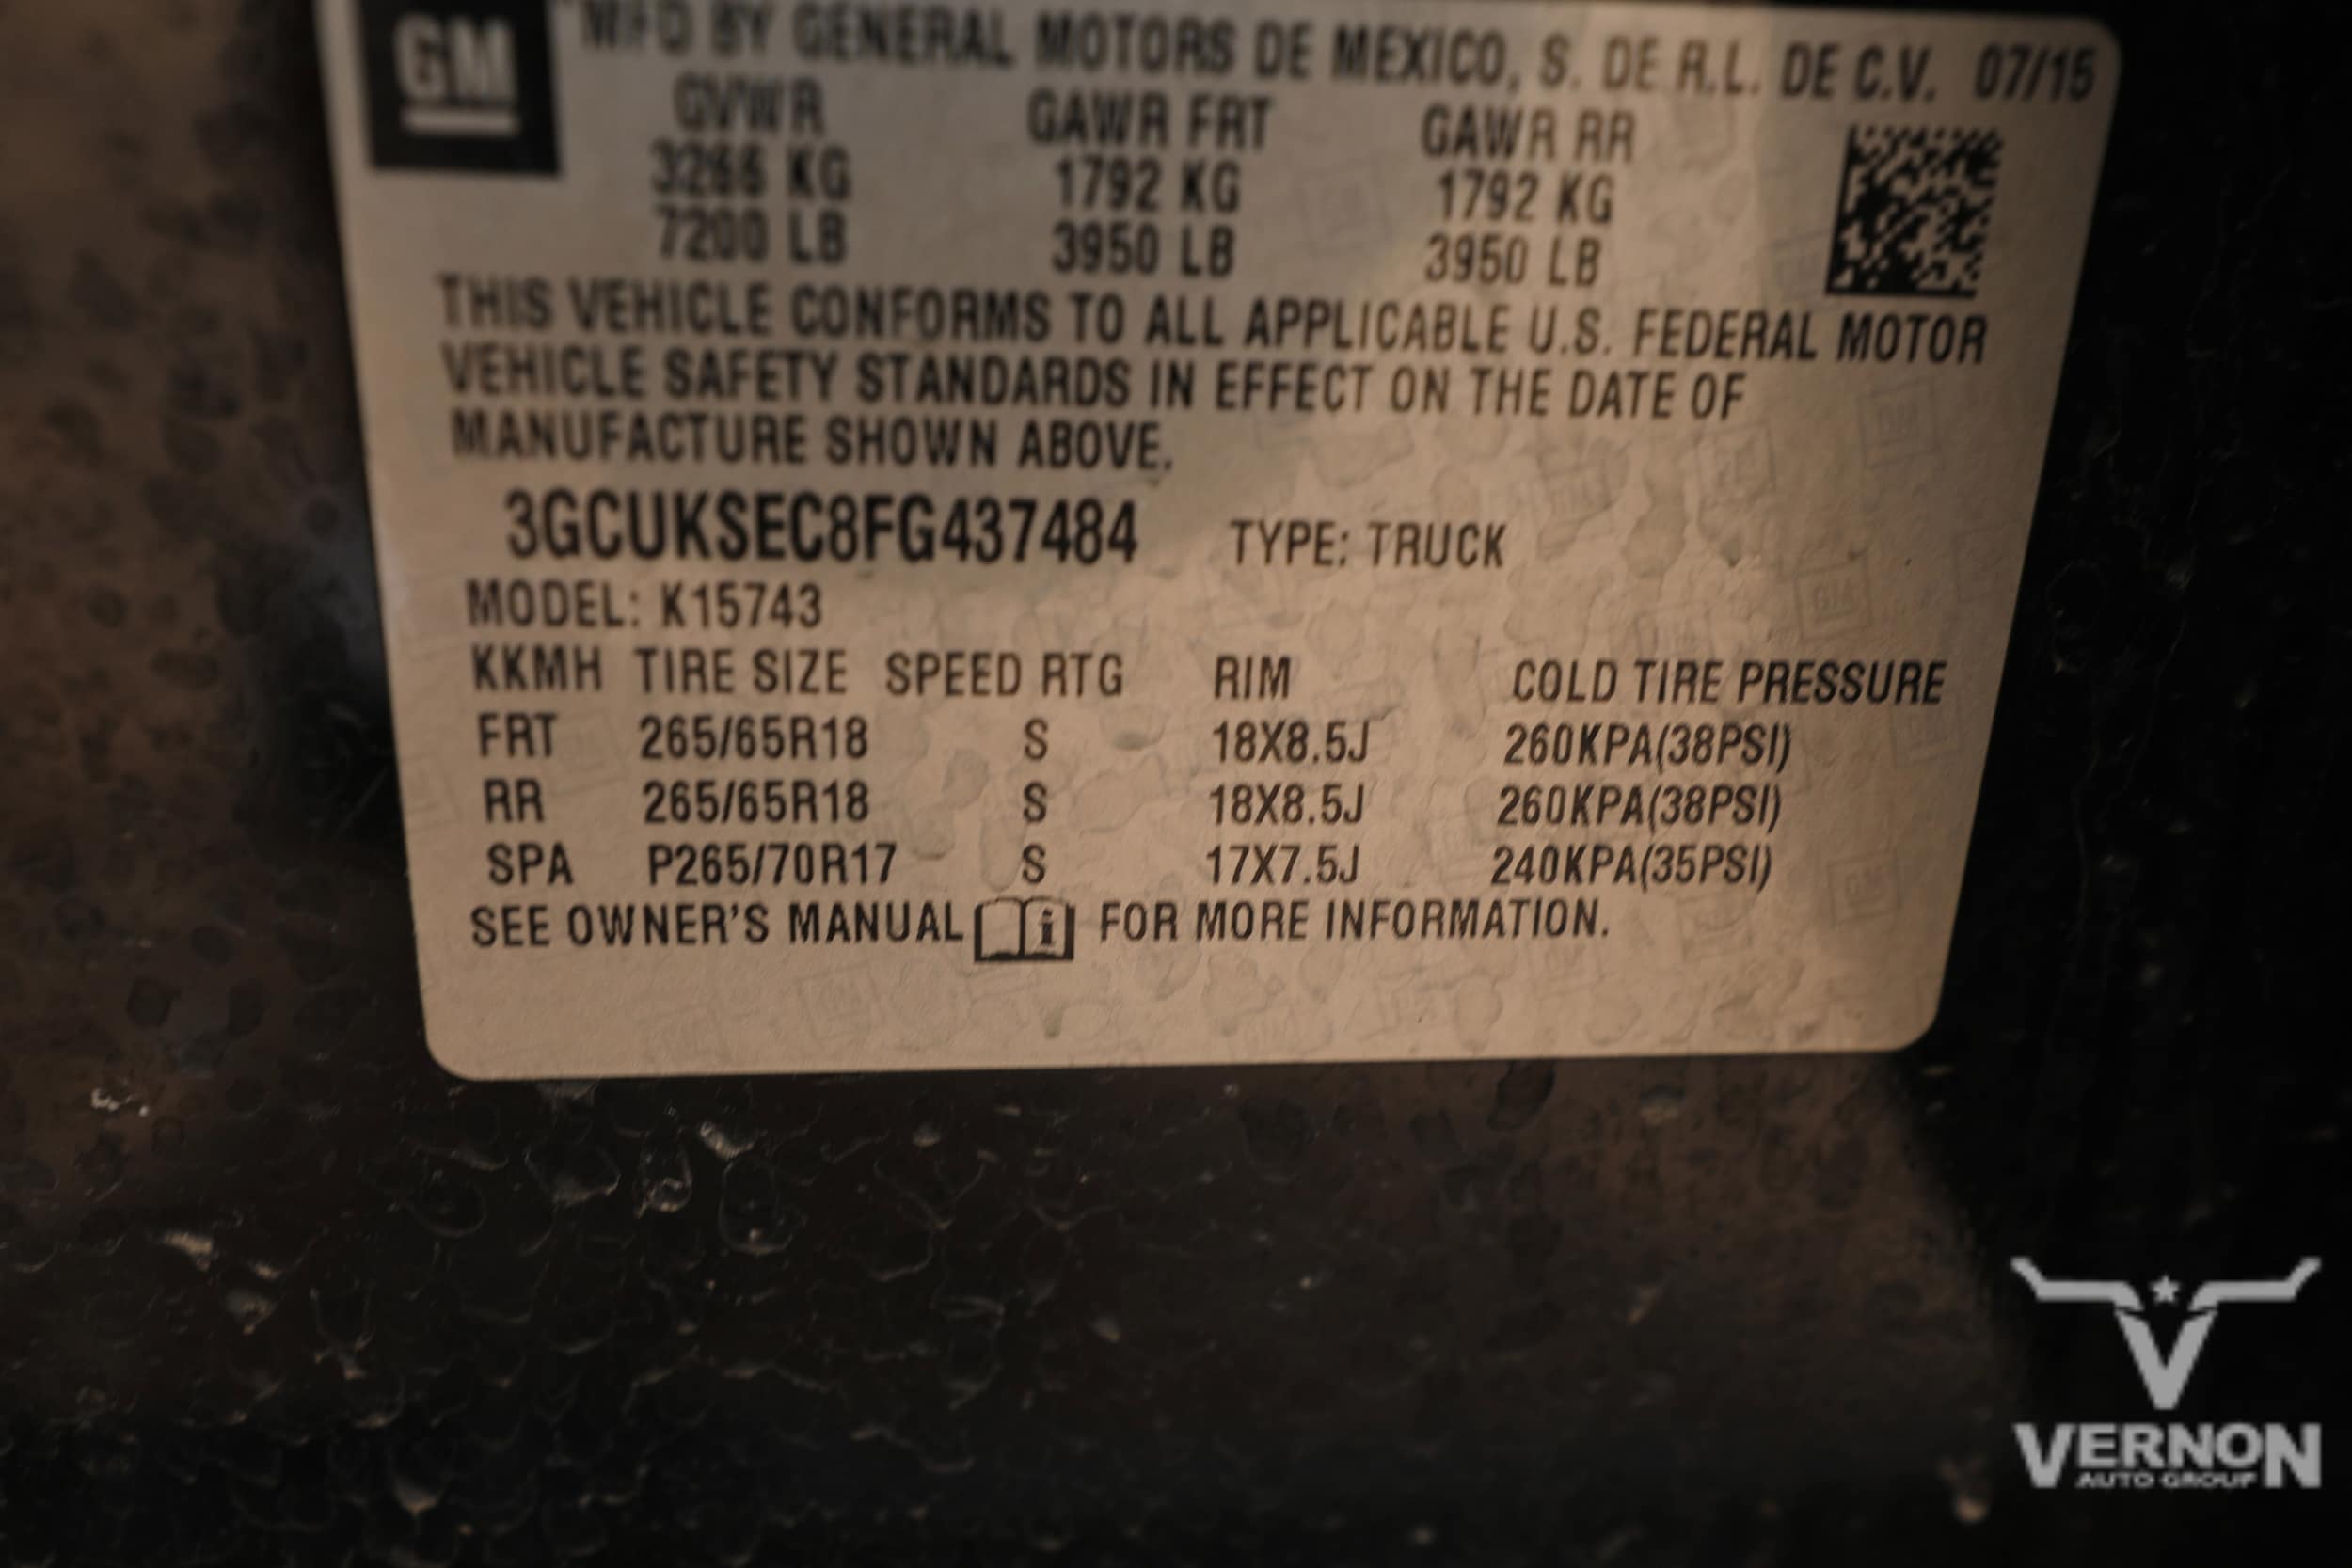 GM
MFD BY GENERAL MOTORS DE MEXICO, S. DE R.L. DE C.V. 07/15
GVWR GAWR FRT GAWR RR
3266 KG 1792 KG 1792 KG
7200 LB 3950 LB 3950 LB
THIS VEHICLE CONFORMS TO ALL APPLICABLE U.S. FEDERAL MOTOR
VEHICLE SAFETY STANDARDS IN EFFECT ON THE DATE OF
MANUFACTURE SHOWN ABOVE.
3GCUKSEC8FG437484 TYPE: TRUCK
MODEL: K15743
KKMH TIRE SIZE SPEED RTG RIM COLD TIRE PRESSURE
FRT 265/65R18 S 18X8.5J 260KPA(38PSI)
RR 265/65R18 S 18X8.5J 260KPA(38PSI)
SPA P265/70R17 S 17X7.5J 240KPA(35PSI)
SEE OWNER'S MANUAL i FOR MORE INFORMATION.
V
VERNON
AUTO GROUP